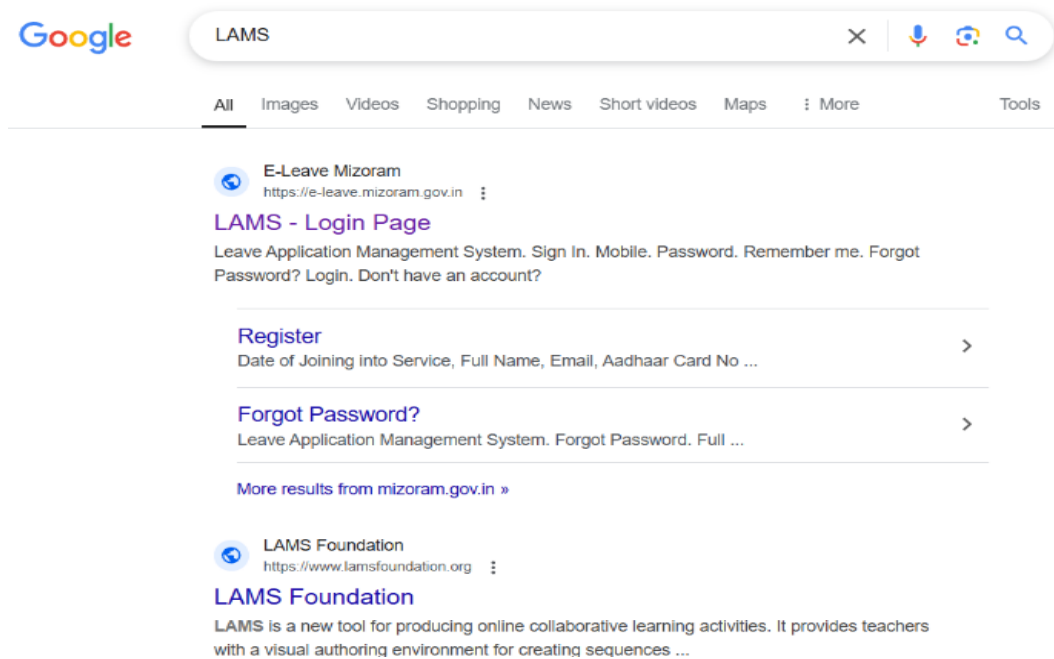 Google
LAMS
All Images Videos Shopping News Short videos Maps More Tools
E-Leave Mizoram
https://e-leave.mizoram.gov.in
LAMS - Login Page
Leave Application Management System. Sign In. Mobile. Password. Remember me. Forgot
Password? Login. Don't have an account?
Register
Date of Joining into Service, Full Name, Email, Aadhaar Card No ...
Forgot Password?
Leave Application Management System. Forgot Password. Full ...
More results from mizoram.gov.in »
LAMS Foundation
https://www.lamsfoundation.org
LAMS Foundation
LAMS is a new tool for producing online collaborative learning activities. It provides teachers
with a visual authoring environment for creating sequences ...